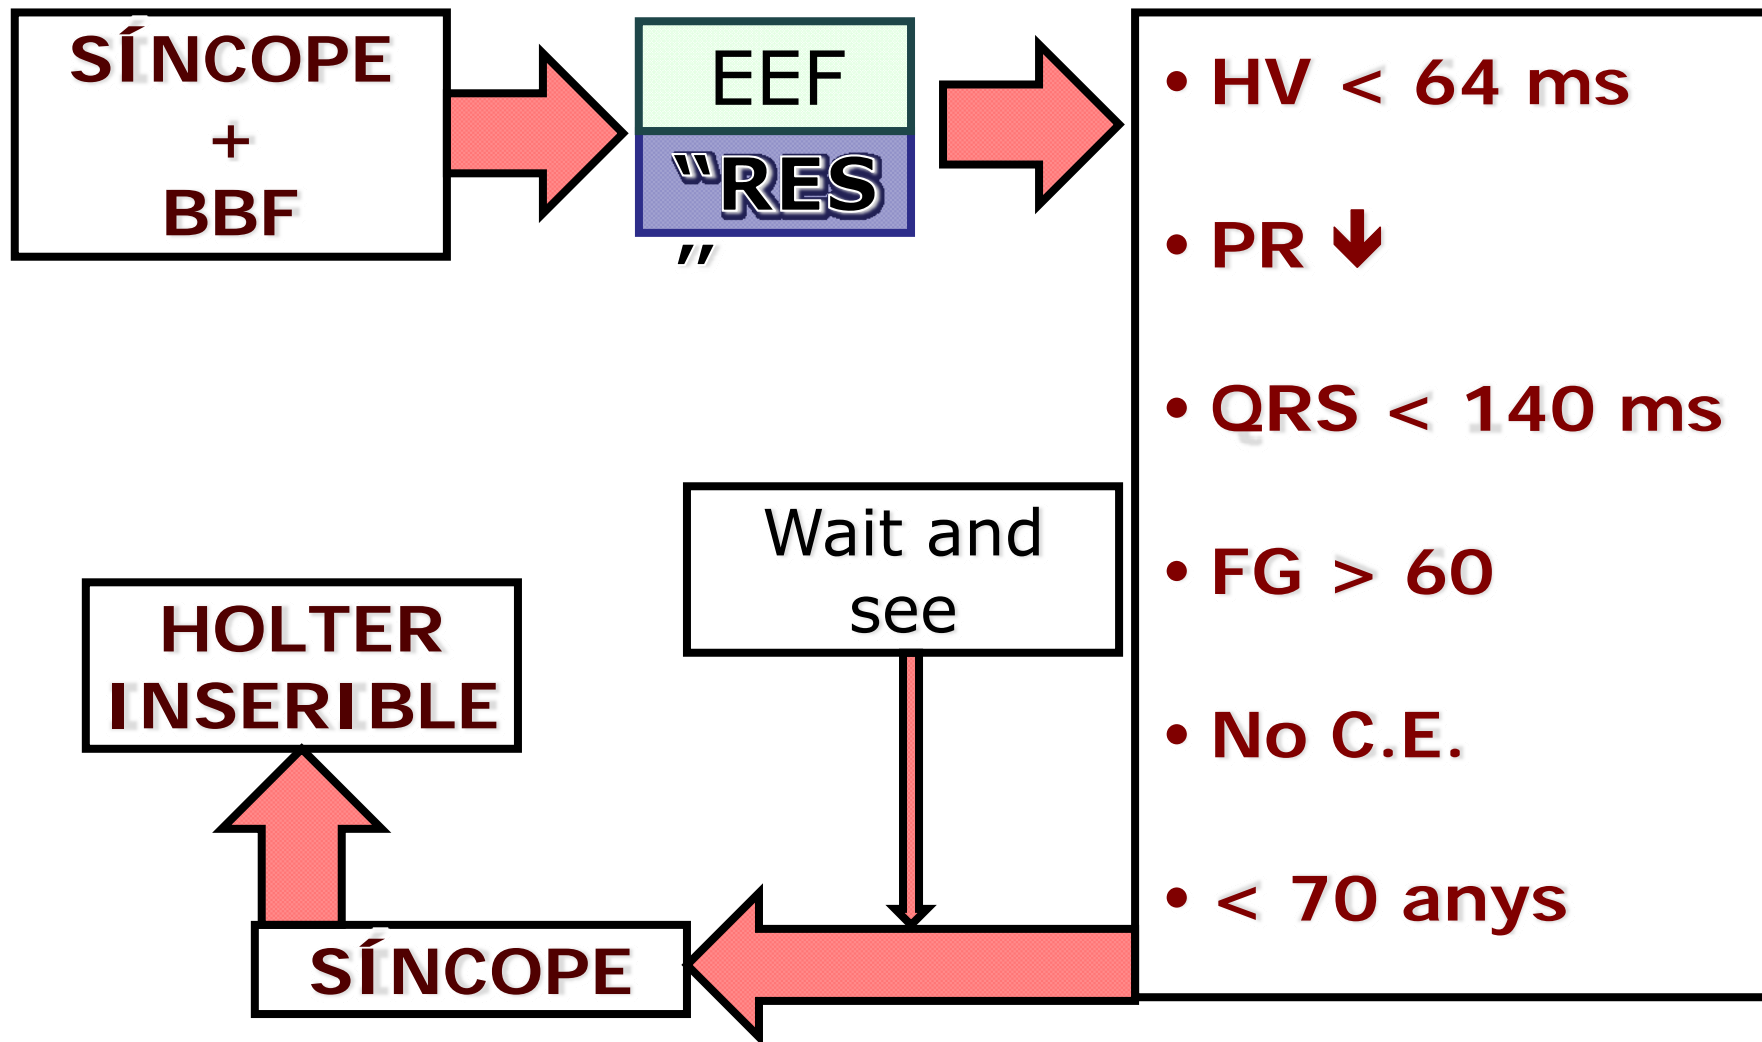 SÍNCOPE
+
BBF
EEF
“RES
”
• HV < 64 ms
• PR 🡻
• QRS < 140 ms
• FG > 60
• No C.E.
• < 70 anys
Wait and
see
HOLTER
INSERIBLE
SÍNCOPE